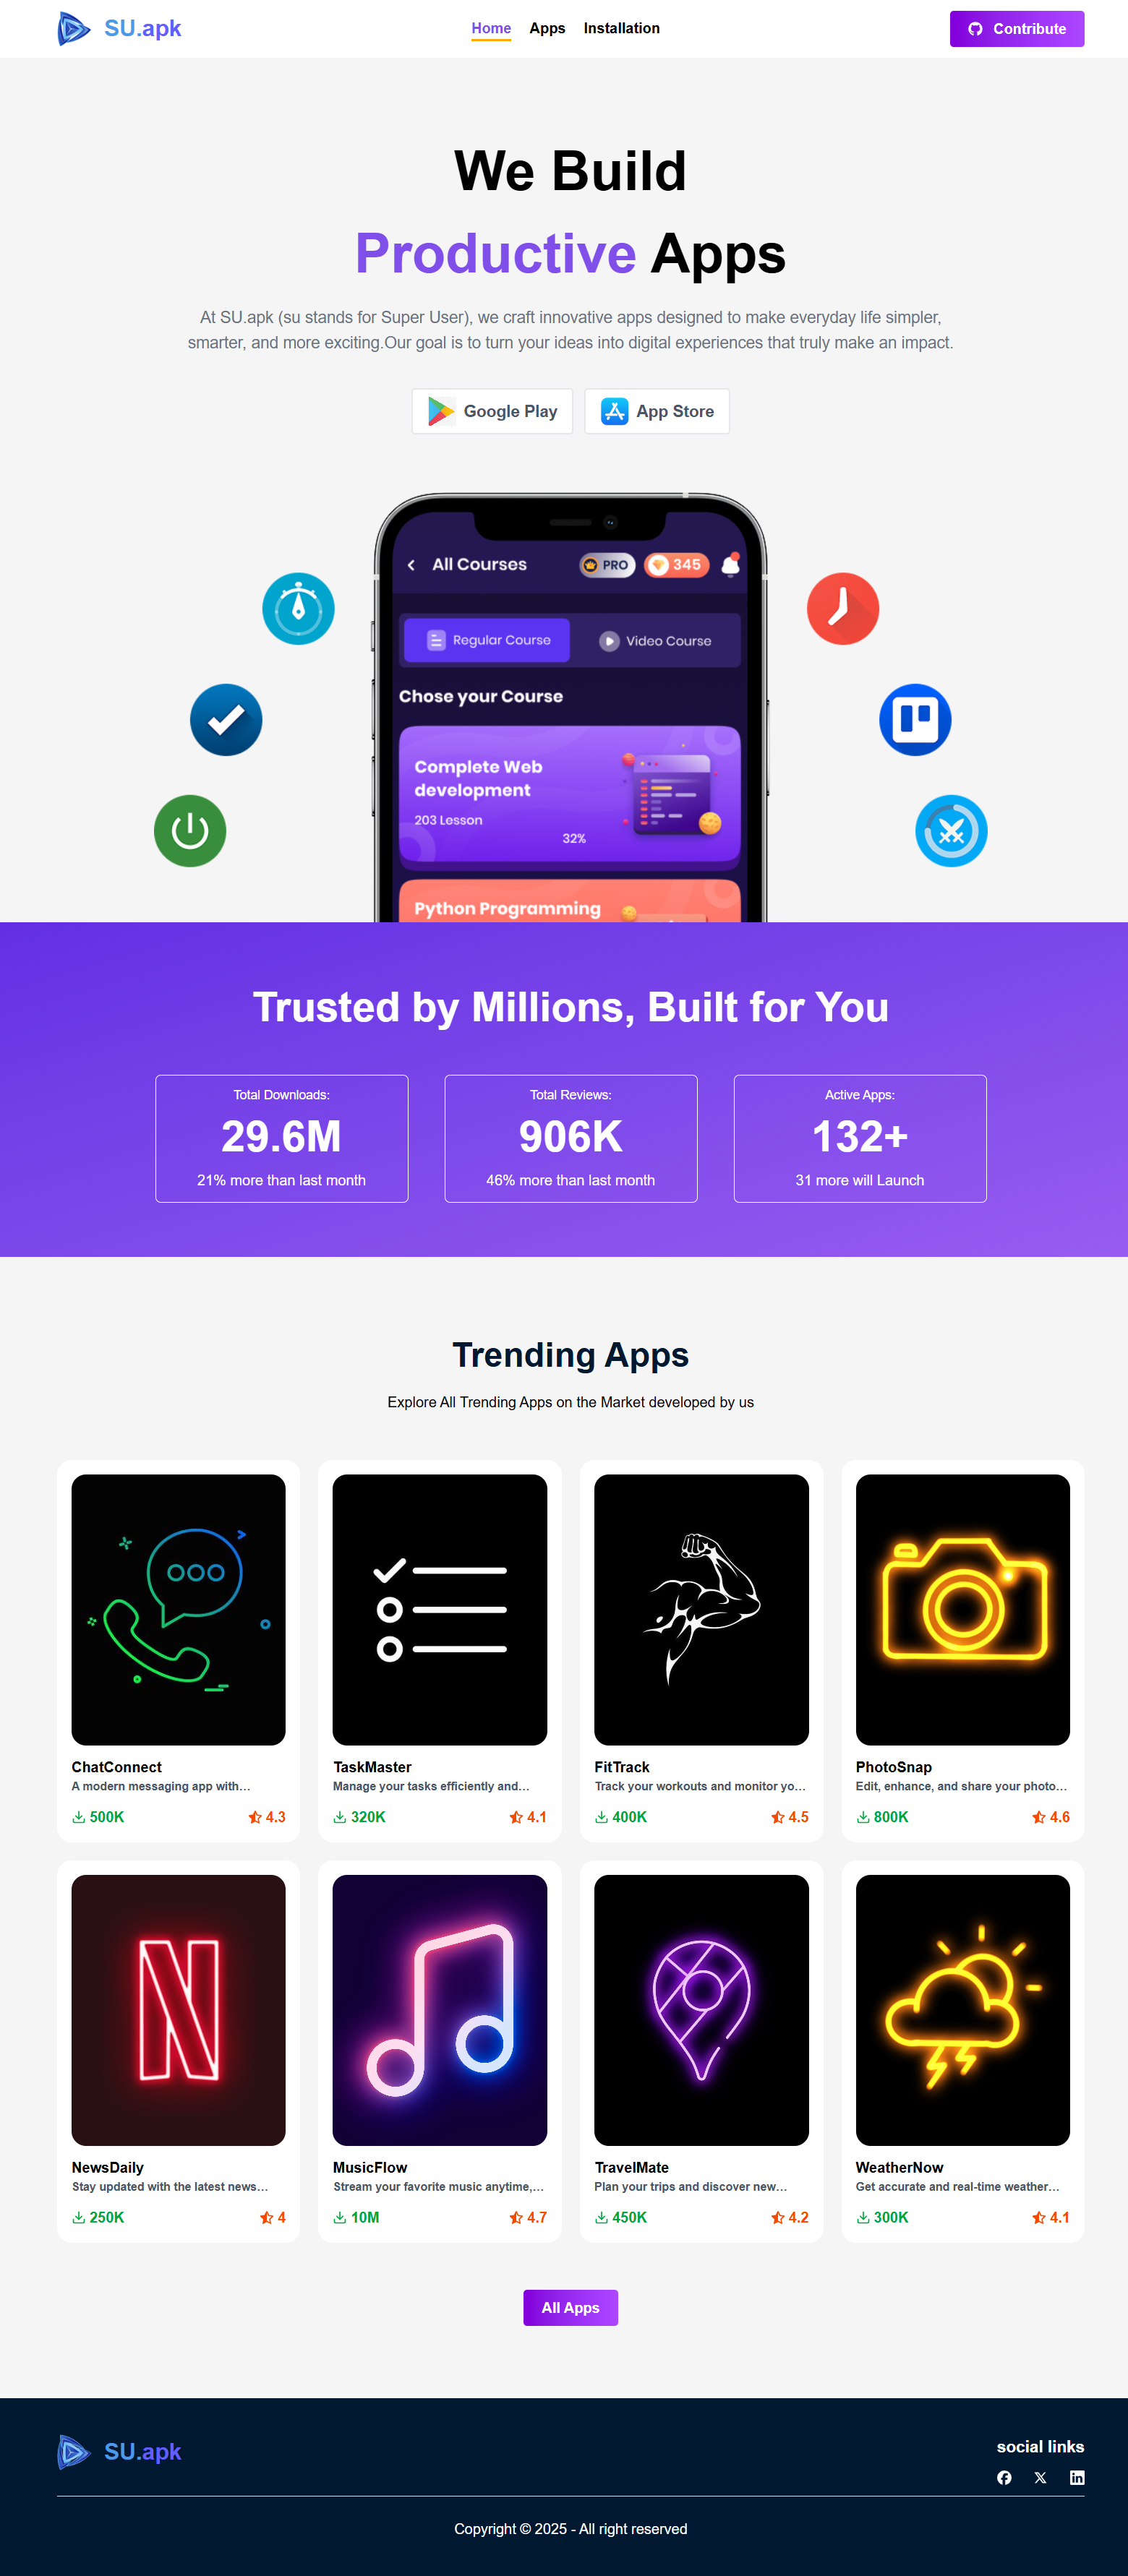 SU.apk
Home Apps Installation
Contribute
We Build
Productive Apps
At SU.apk (su stands for Super User), we craft innovative apps designed to make everyday life simpler,
smarter, and more exciting.Our goal is to turn your ideas into digital experiences that truly make an impact.
Google Play App Store
All Courses PRO 345
Regular Course Video Course
Chose your Course
Complete Web
development
203 Lesson
32%
Python Programming
Trusted by Millions, Built for You
Total Downloads:
29.6M
21% more than last month
Total Reviews:
906K
46% more than last month
Active Apps:
132+
31 more will Launch
Trending Apps
Explore All Trending Apps on the Market developed by us
ChatConnect
A modern messaging app with...
500K 4.3
TaskMaster
Manage your tasks efficiently and...
320K 4.1
FitTrack
Track your workouts and monitor yo...
400K 4.5
PhotoSnap
Edit, enhance, and share your photo...
800K 4.6
N
NewsDaily
Stay updated with the latest news...
250K 4
MusicFlow
Stream your favorite music anytime,...
10M 4.7
TravelMate
Plan your trips and discover new...
450K 4.2
WeatherNow
Get accurate and real-time weather...
300K 4.1
All Apps
SU.apk
social links
Copyright © 2025 - All right reserved